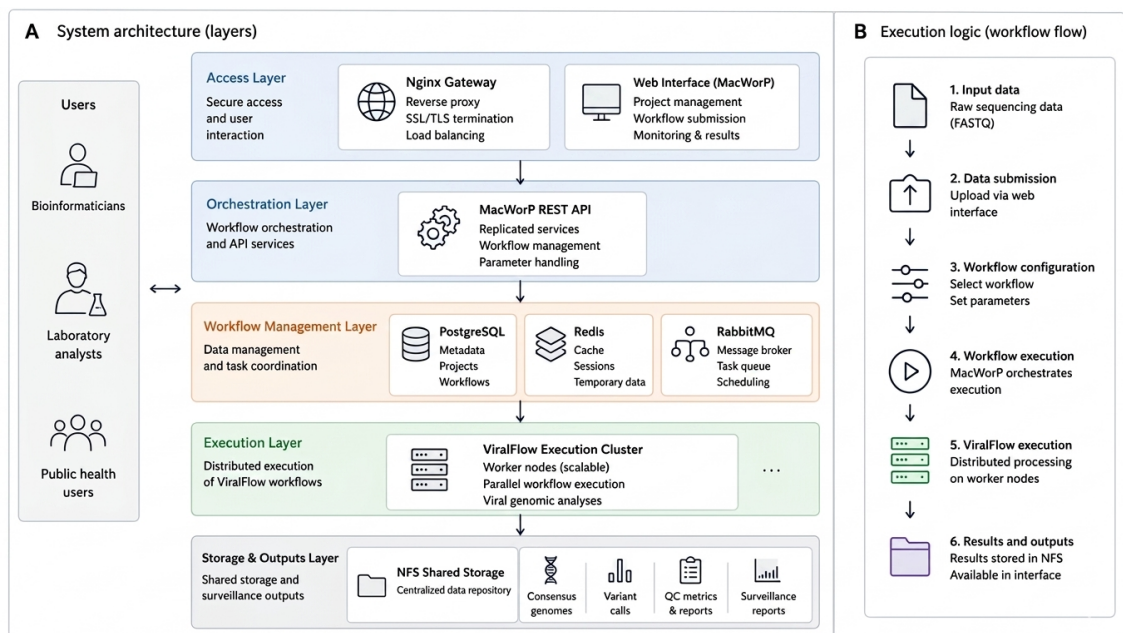 A System architecture (layers)
Users
Bioinformaticians
Laboratory
analysts
Public health
users
Access Layer
Secure access
and user
interaction
Nginx Gateway
Reverse proxy
SSL/TLS termination
Load balancing
Web Interface (MacWorP)
Project management
Workflow submission
Monitoring & results
Orchestration Layer
Workflow orchestration
and API services
MacWorP REST API
Replicated services
Workflow management
Parameter handling
Workflow Management Layer
Data management
and task coordination
PostgreSQL
Metadata
Projects
Workflows
Redis
Cache
Sessions
Temporary data
RabbitMQ
Message broker
Task queue
Scheduling
Execution Layer
Distributed execution
of ViralFlow workflows
ViralFlow Execution Cluster
Worker nodes (scalable)
Parallel workflow execution
Viral genomic analyses
...
Storage & Outputs Layer
Shared storage and
surveillance outputs
NFS Shared Storage
Centralized data repository
Consensus
genomes
Variant
calls
QC metrics
& reports
Surveillance
reports
B Execution logic (workflow flow)
1. Input data
Raw sequencing data
(FASTQ)
2. Data submission
Upload via web
interface
3. Workflow configuration
Select workflow
Set parameters
4. Workflow execution
MacWorP orchestrates
execution
5. ViralFlow execution
Distributed processing
on worker nodes
6. Results and outputs
Results stored in NFS
Available in interface